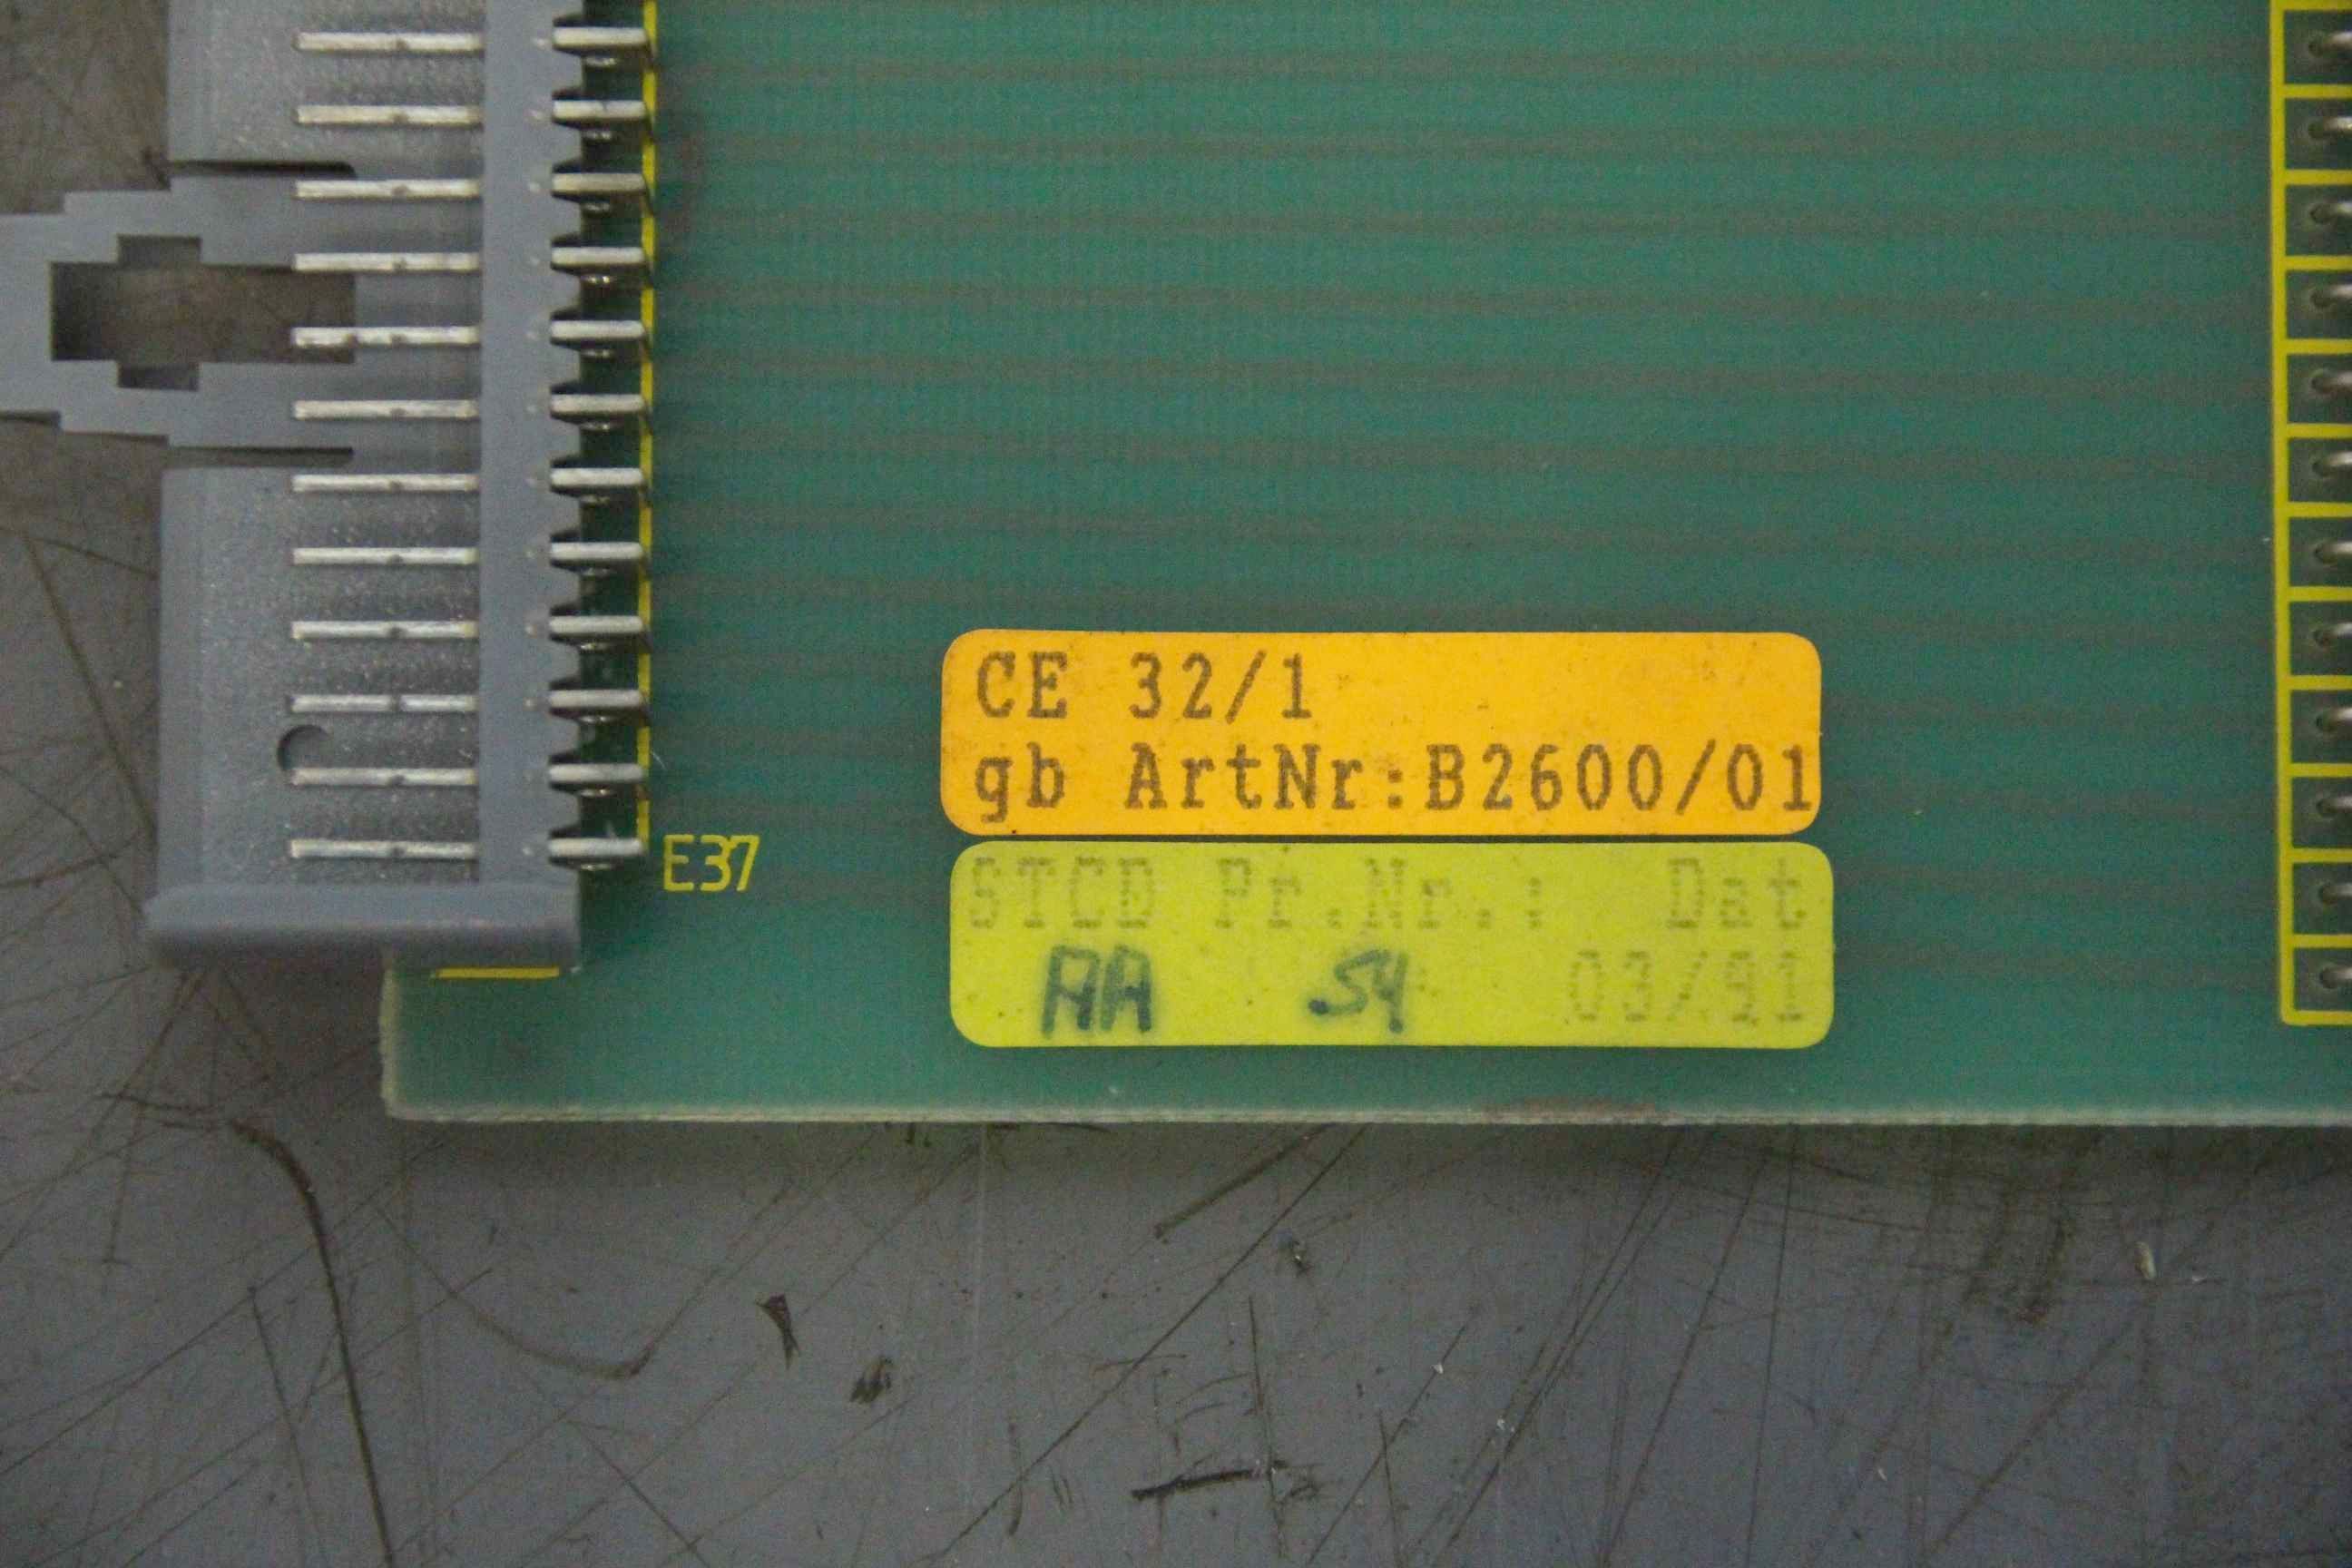 CE 32/1
gb ArtNr:B2600/01
E37
STCD Pr.Nr.: Dat
AA 54 03/91